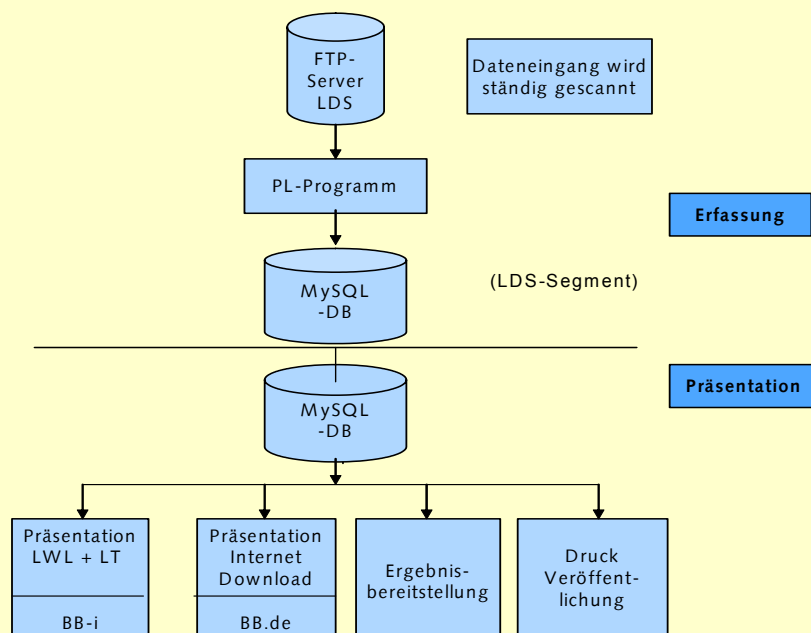 FTP-
Server
LDS
Dateneingang wird
ständig gescannt
PL-Programm
Erfassung
MySQL
-DB
(LDS-Segment)
MySQL
-DB
Präsentation
Präsentation
LWL + LT
BB-i
Präsentation
Internet
Download
BB.de
Ergebnis-
bereitstellung
Druck
Veröffent-
lichung